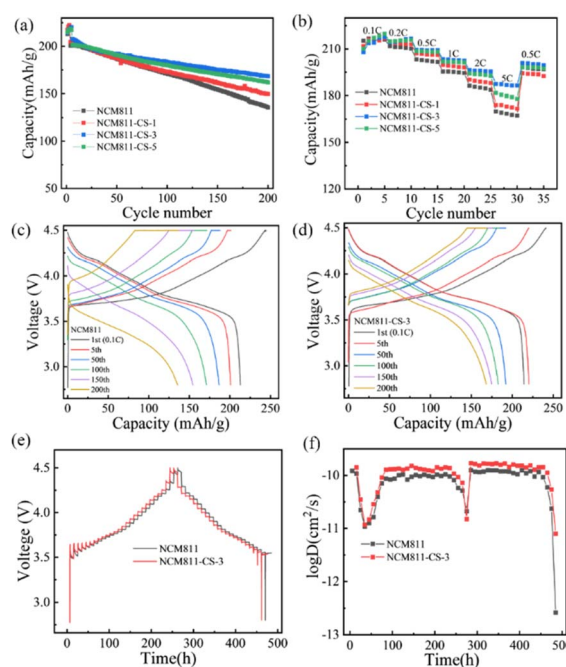 (a)
Capacity(mAh/g)
250
200
150
100
50
NCM811
NCM811-CS-1
NCM811-CS-3
NCM811-CS-5
0 50 100 150 200
Cycle number
(b)
Capacity(mAh/g)
240
210
180
150
120
0.1C 0.2C 0.5C 1C 2C 5C 0.5C
NCM811
NCM811-CS-1
NCM811-CS-3
NCM811-CS-5
0 5 10 15 20 25 30 35
Cycle number
(c)
Voltage (V)
4.5
4.0
3.5
3.0
NCM811
1st (0.1C)
5th
50th
100th
150th
200th
0 50 100 150 200 250
Capacity (mAh/g)
(d)
Voltage (V)
4.5
4.0
3.5
3.0
NCM811-CS-3
1st (0.1C)
5th
50th
100th
150th
200th
0 50 100 150 200 250
Capacity (mAh/g)
(e)
Voltege (V)
4.5
4.0
3.5
3.0
NCM811
NCM811-CS-3
0 100 200 300 400 500
Time(h)
(f)
logD(cm²/s)
-9
-10
-11
-12
-13
NCM811
NCM811-CS-3
0 100 200 300 400 500
Time(h)